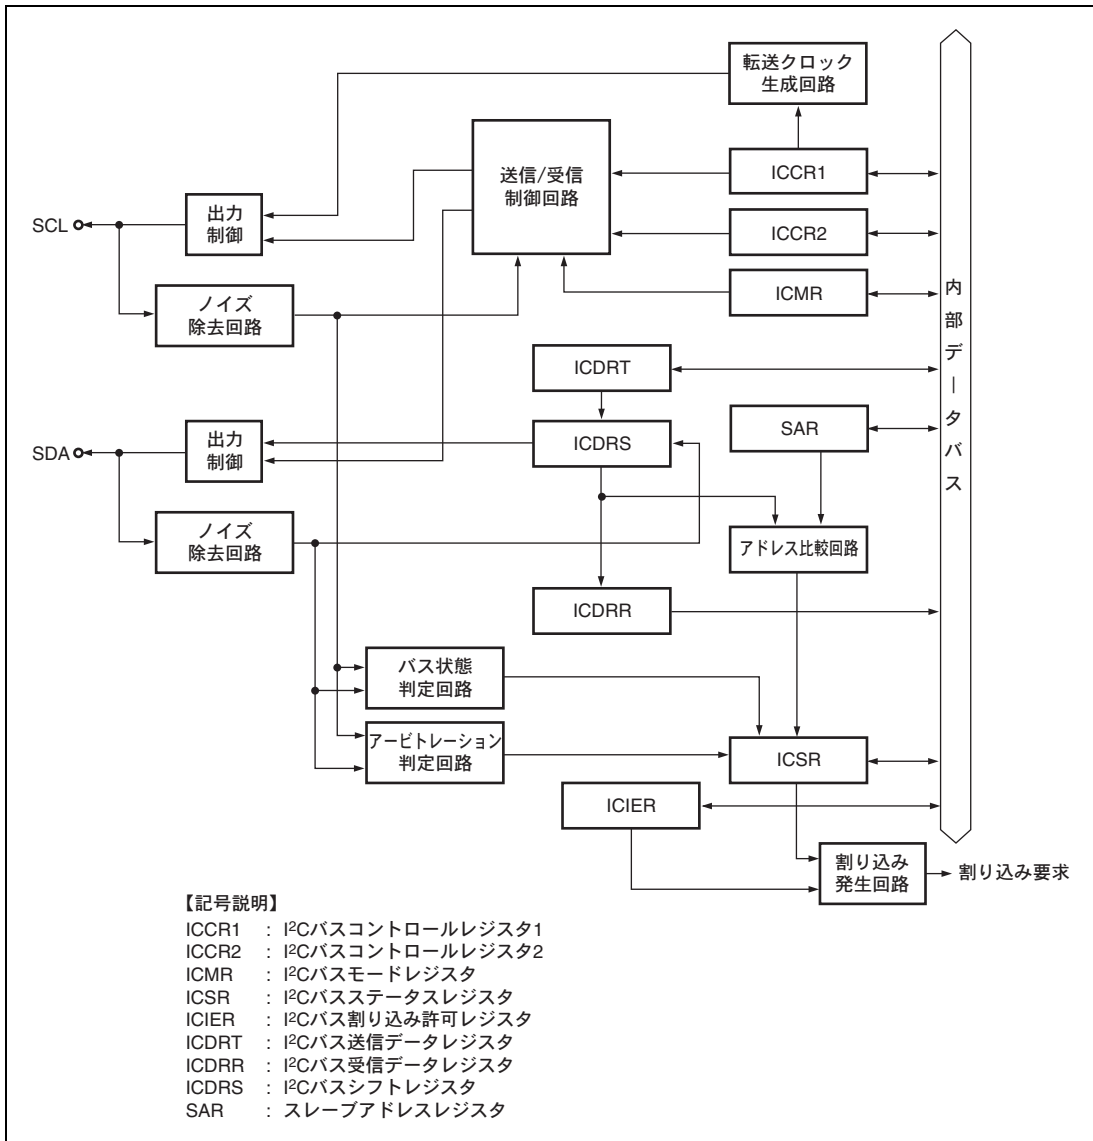 転送クロック
生成回路
送信/受信
制御回路
ICCR1
出力
制御
SCL
ICCR2
ICMR
ノイズ
除去回路
内部データバス
ICDRT
SAR
出力
制御
ICDRS
SDA
ノイズ
除去回路
アドレス比較回路
ICDRR
バス状態
判定回路
アービトレーション
判定回路
ICSR
ICIER
割り込み
発生回路
割り込み要求
【記号説明】
ICCR1 : I²Cバスコントロールレジスタ1
ICCR2 : I²Cバスコントロールレジスタ2
ICMR : I²Cバスモードレジスタ
ICSR : I²Cバスステータスレジスタ
ICIER : I²Cバス割り込み許可レジスタ
ICDRT : I²Cバス送信データレジスタ
ICDRR : I²Cバス受信データレジスタ
ICDRS : I²Cバスシフトレジスタ
SAR : スレーブアドレスレジスタ